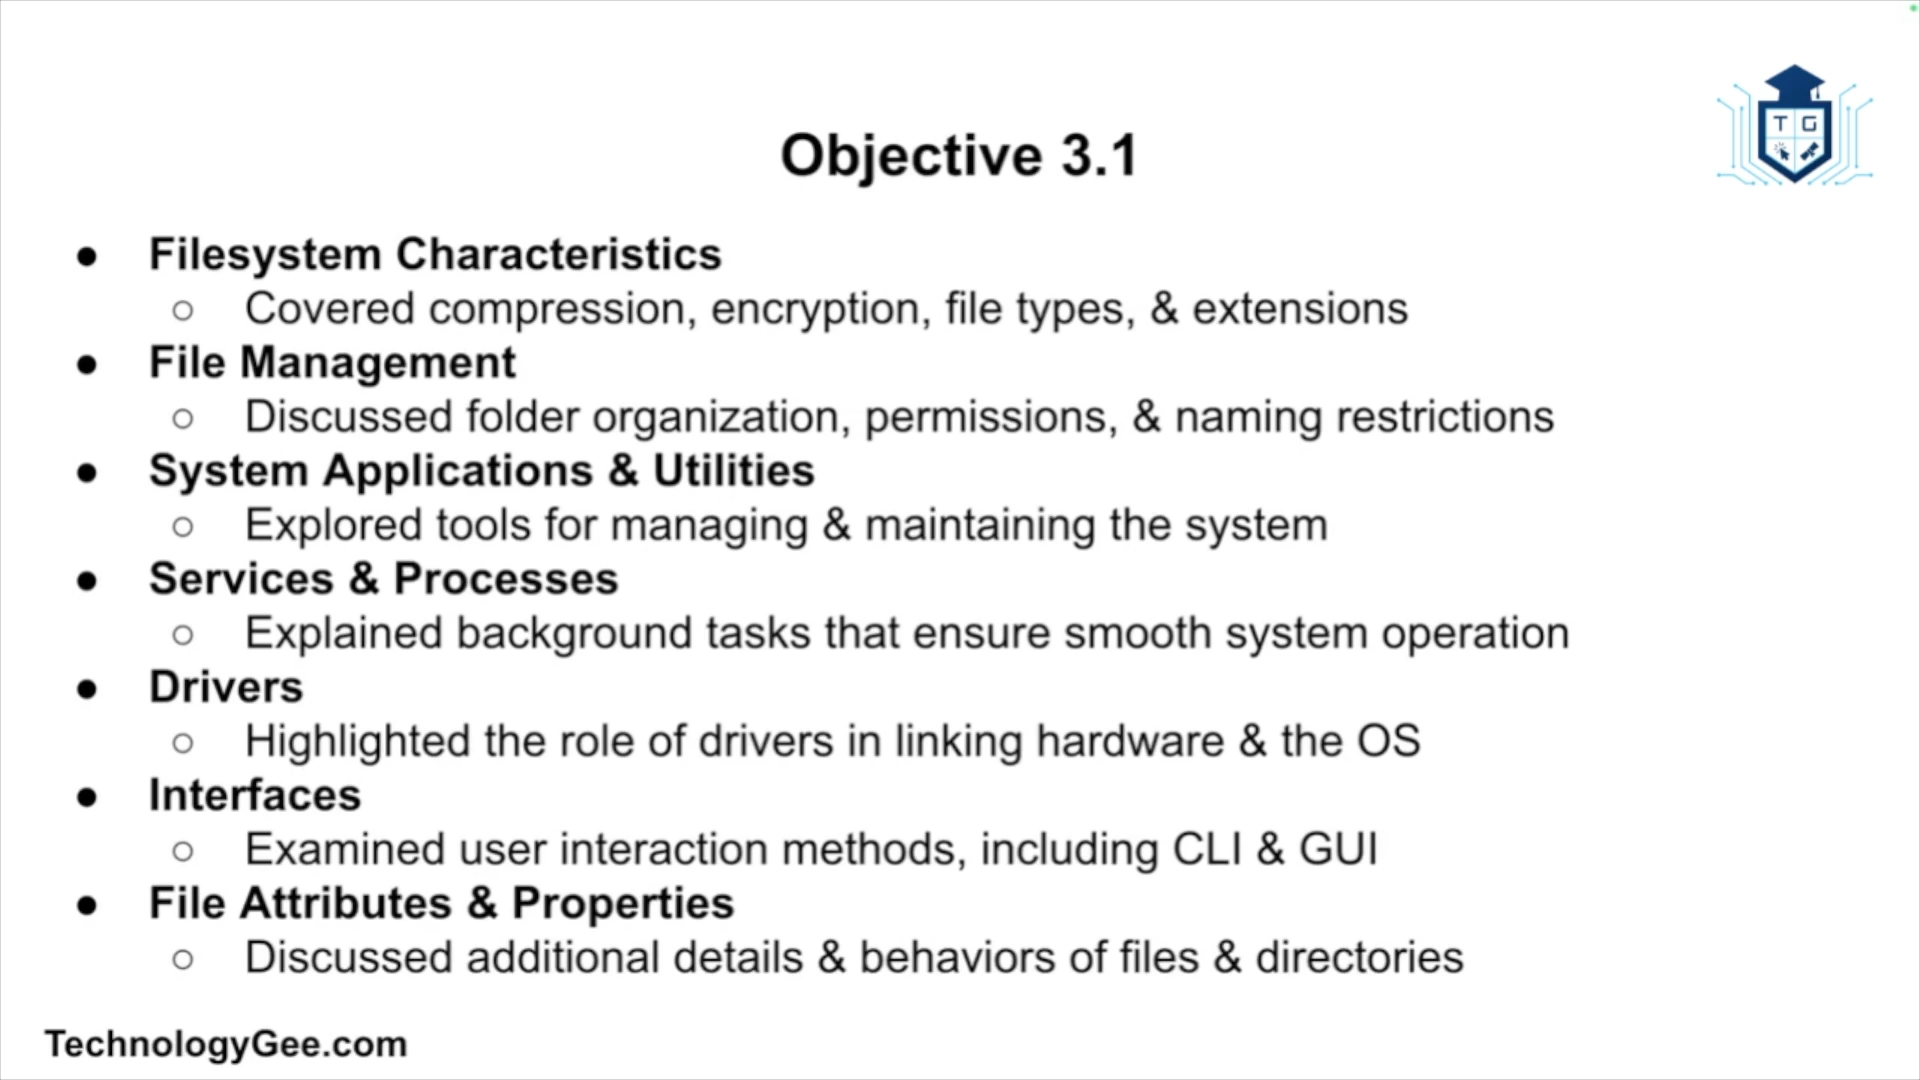 Objective 3.1
T G
● Filesystem Characteristics
○ Covered compression, encryption, file types, & extensions
● File Management
○ Discussed folder organization, permissions, & naming restrictions
● System Applications & Utilities
○ Explored tools for managing & maintaining the system
● Services & Processes
○ Explained background tasks that ensure smooth system operation
● Drivers
○ Highlighted the role of drivers in linking hardware & the OS
● Interfaces
○ Examined user interaction methods, including CLI & GUI
● File Attributes & Properties
○ Discussed additional details & behaviors of files & directories
TechnologyGee.com